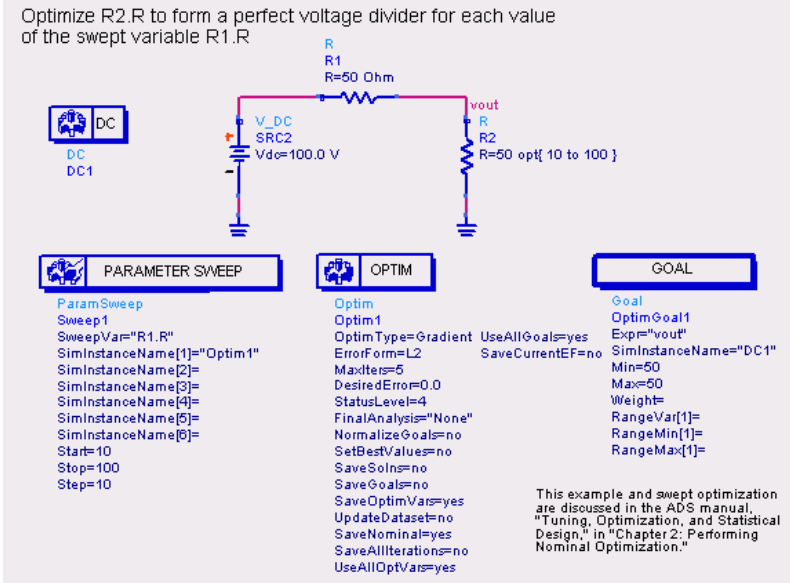 Optimize R2.R to form a perfect voltage divider for each value
of the swept variable R1.R
R
R1
R=50 Ohm
vout
DC
DC
DC1
+
V_DC
SRC2
Vdc=100.0 V
-
R
R2
R=50 opt{ 10 to 100 }
PARAMETER SWEEP
ParamSweep
Sweep1
SweepVar="R1.R"
SimInstanceName[1]="Optim1"
SimInstanceName[2]=
SimInstanceName[3]=
SimInstanceName[4]=
SimInstanceName[5]=
SimInstanceName[6]=
Start=10
Stop=100
Step=10
OPTIM
Optim
Optim1
OptimType=Gradient
ErrorForm=L2
MaxIters=5
DesiredError=0.0
StatusLevel=4
FinalAnalysis="None"
NormalizeGoals=no
SetBestValues=no
SaveSolns=no
SaveGoals=no
SaveOptimVars=yes
UpdateDataset=no
SaveNominal=yes
SaveAllIterations=no
UseAllOptVars=yes
UseAllGoals=yes
SaveCurrentEF=no
GOAL
Goal
OptimGoal1
Expr="vout"
SimInstanceName="DC1"
Min=50
Max=50
Weight=
RangeVar[1]=
RangeMin[1]=
RangeMax[1]=
This example and swept optimization
are discussed in the ADS manual,
"Tuning, Optimization, and Statistical
Design," in "Chapter 2: Performing
Nominal Optimization."